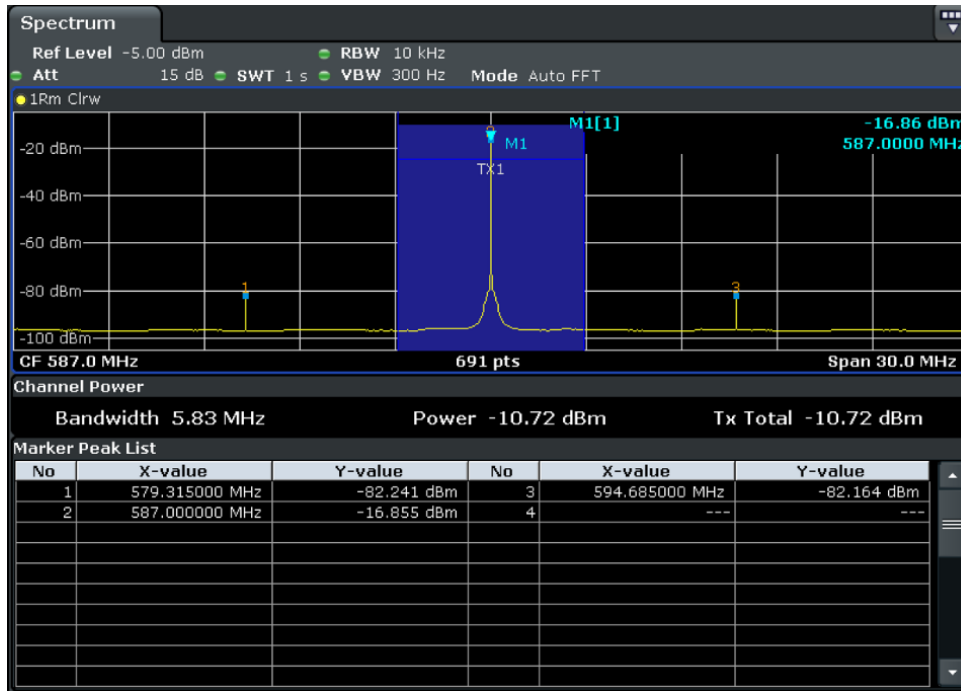 Spectrum
Ref Level -5.00 dBm RBW 10 kHz
Att 15 dB SWT 1 s VBW 300 Hz Mode Auto FFT
1Rm Clrw
M1[1] -16.86 dBm
587.0000 MHz
M1
TX1
-20 dBm
-40 dBm
-60 dBm
-80 dBm
1
3
-100 dBm
CF 587.0 MHz 691 pts Span 30.0 MHz
Channel Power
Bandwidth 5.83 MHz Power -10.72 dBm Tx Total -10.72 dBm
Marker Peak List
No X-value Y-value No X-value Y-value
1 579.315000 MHz -82.241 dBm 3 594.685000 MHz -82.164 dBm
2 587.000000 MHz -16.855 dBm 4 --- ---